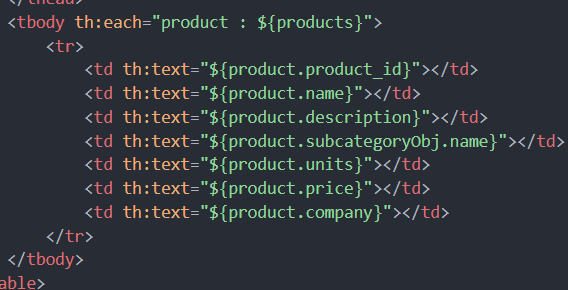 </thead>
<tbody th:each="product : ${products}">
<tr>
<td th:text="${product.product_id}"></td>
<td th:text="${product.name}"></td>
<td th:text="${product.description}"></td>
<td th:text="${product.subcategoryObj.name}"></td>
<td th:text="${product.units}"></td>
<td th:text="${product.price}"></td>
<td th:text="${product.company}"></td>
</tr>
</tbody>
able>